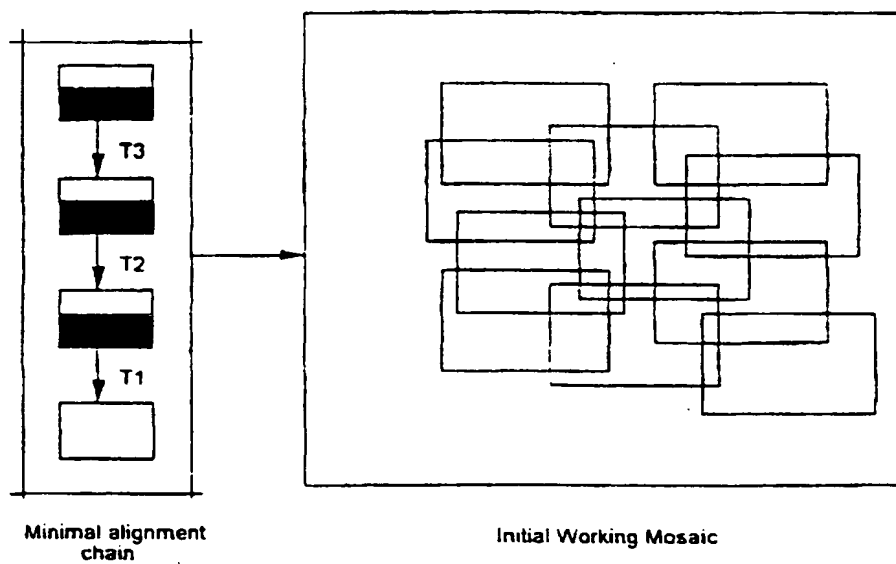 T3
T2
T1
Minimal alignment
chain
Initial Working Mosaic